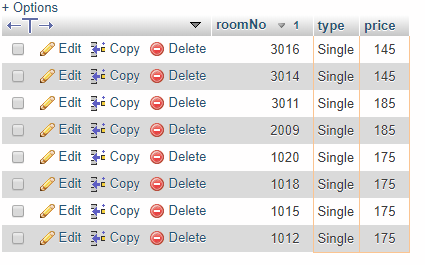 + Options
roomNo 1 type price
Edit Copy Delete 3016 Single 145
Edit Copy Delete 3014 Single 145
Edit Copy Delete 3011 Single 185
Edit Copy Delete 2009 Single 185
Edit Copy Delete 1020 Single 175
Edit Copy Delete 1018 Single 175
Edit Copy Delete 1015 Single 175
Edit Copy Delete 1012 Single 175